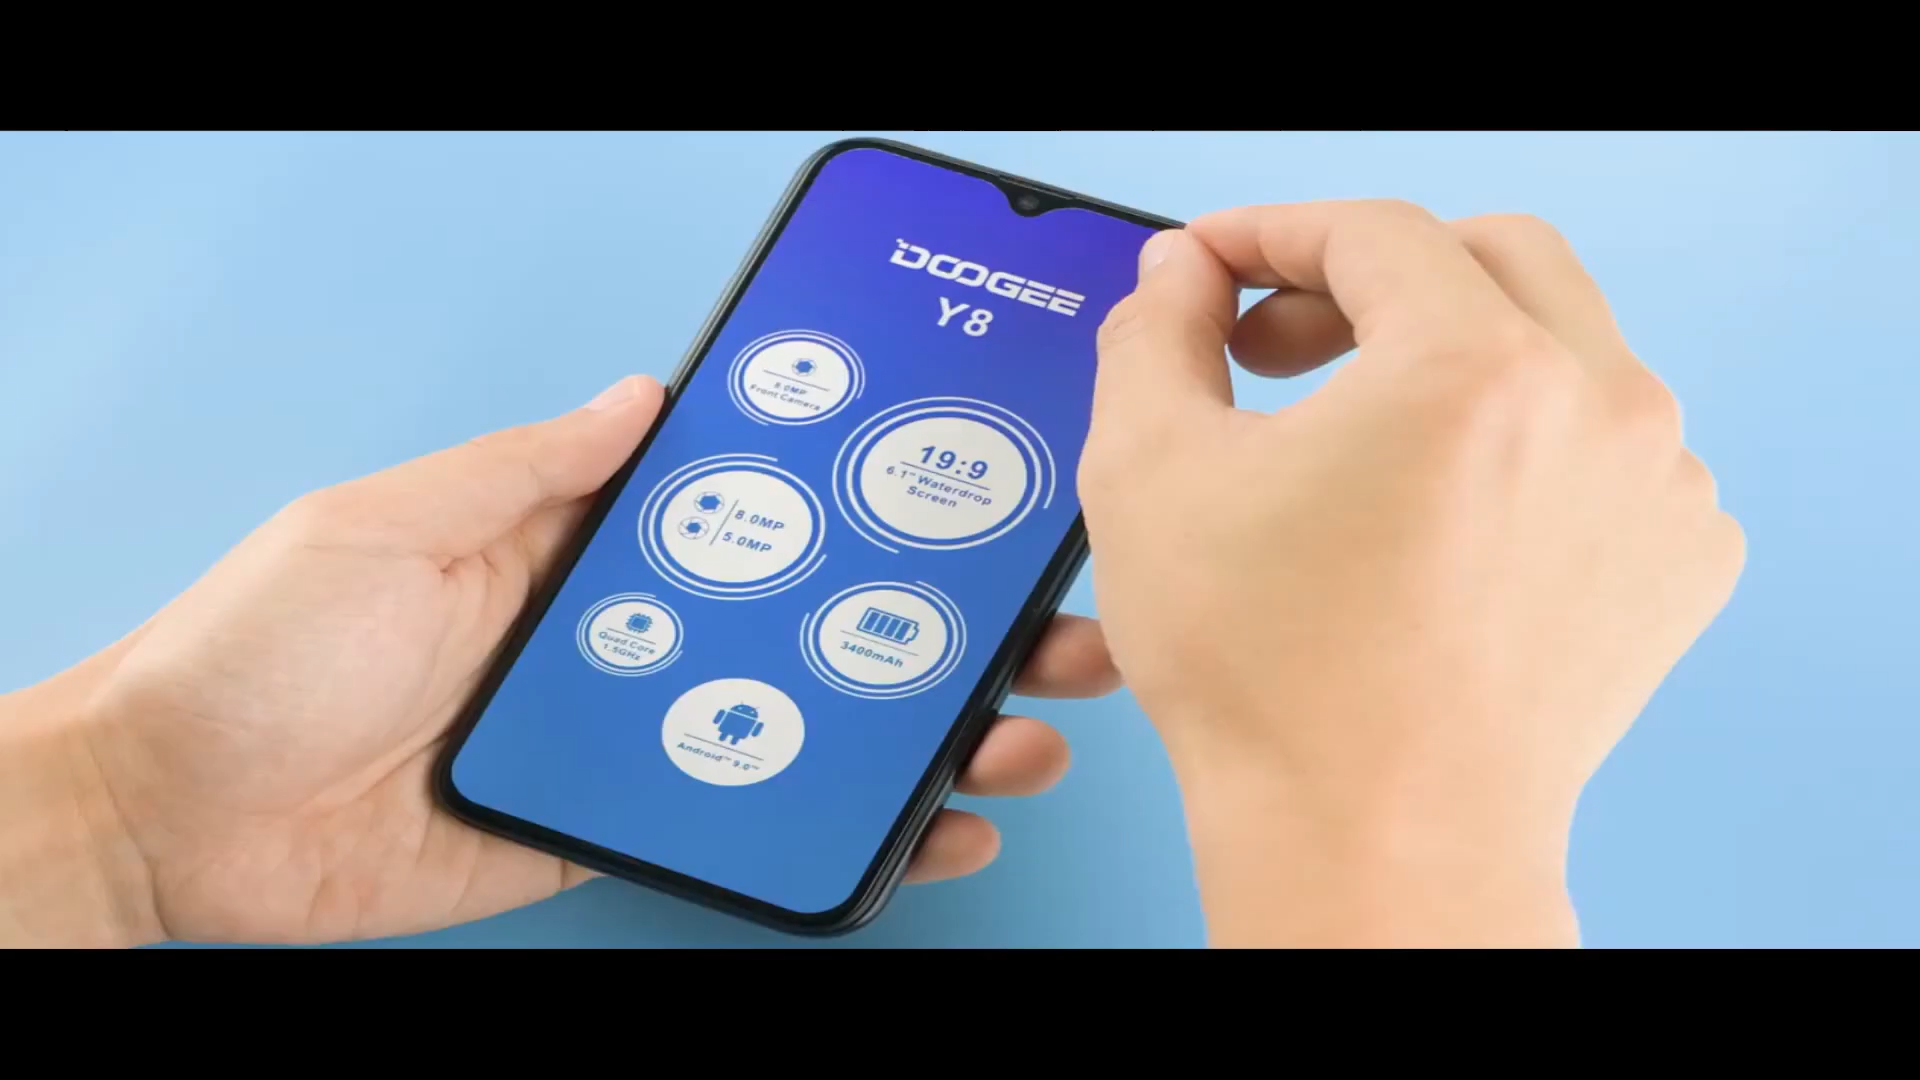 DOOGEE
Y8
5.0MP
Front Camera
19:9
6.1" Waterdrop
Screen
8.0MP
5.0MP
Quad Core
1.5GHz
3400mAh
Android™ 9.0™